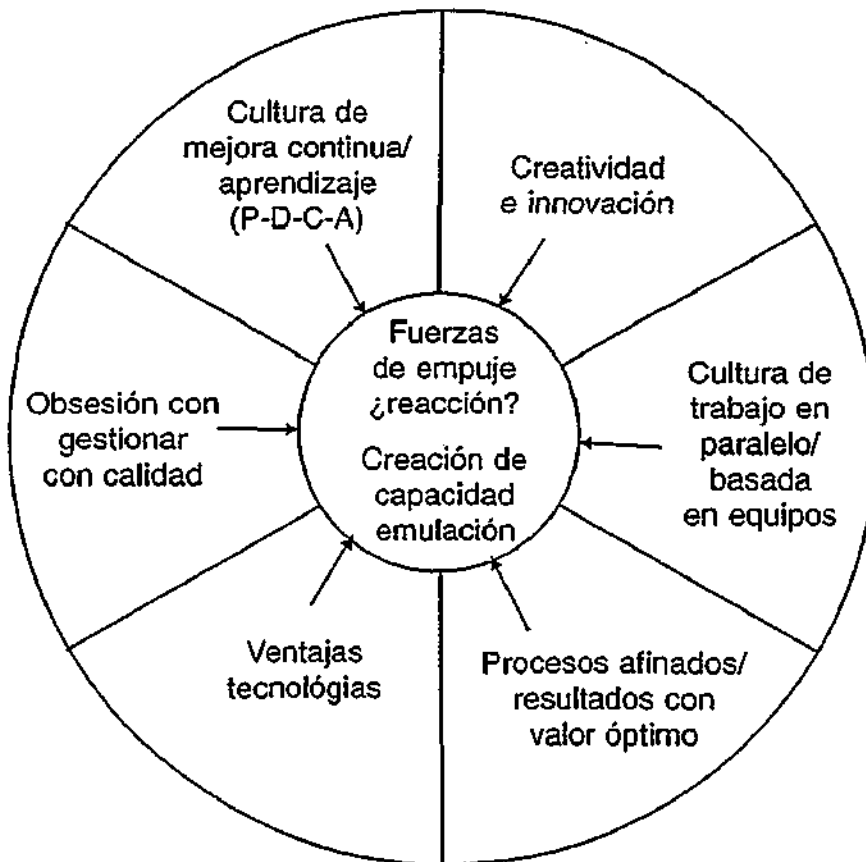 Cultura de
mejora continua/
aprendizaje
(P-D-C-A)
Creatividad
e innovación
Fuerzas
de empuje
¿reacción?
Creación de
capacidad
emulación
Obsesión con
gestionar
con calidad
Cultura de
trabajo en
paralelo/
basada
en equipos
Ventajas
tecnológias
Procesos afinados/
resultados con
valor óptimo